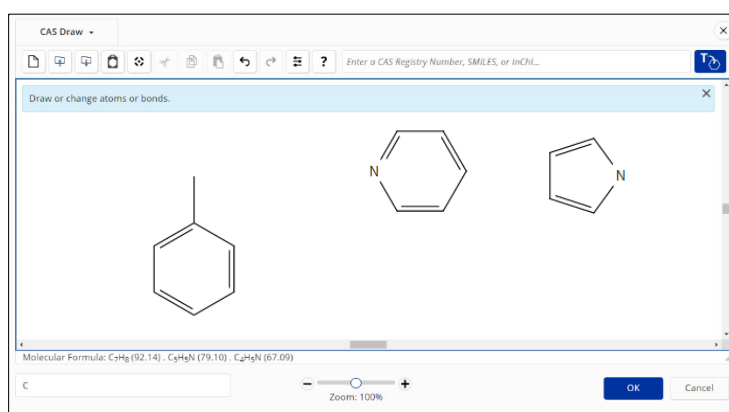 CAS Draw
?
Enter a CAS Registry Number, SMILES, or InChI...
T
Draw or change atoms or bonds.
N
N
Molecular Formula: C₇H₈ (92.14) . C₅H₅N (79.10) . C₄H₅N (67.09)
C
Zoom: 100%
OK
Cancel